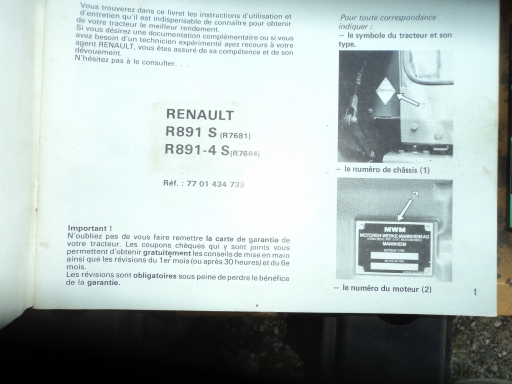 Vous trouverez dans ce livret les instructions d'utilisation et
d'entretien qu'il est indispensable de connaître pour obtenir
de votre tracteur le meilleur rendement.
Si vous désirez une documentation complémentaire ou si vous
avez besoin d'un technicien expérimenté ayez recours à votre
agent RENAULT, vous êtes assuré de sa compétence et de son
dévouement.
N'hésitez pas à le consulter. . .
RENAULT
R891 S (R7681)
R891-4 S (R7684)
Réf. : 77 01 434 733
Important !
N'oubliez pas de vous faire remettre la carte de garantie de
votre tracteur. Les coupons chèques qui y sont joints vous
permettent d'obtenir gratuitement les conseils de mise en main
ainsi que les révisions du 1er mois (ou après 30 heures) et du 6e
mois.
Les révisions sont obligatoires sous peine de perdre le bénéfice
de la garantie.
Pour toute correspondance
indiquer :
– le symbole du tracteur et son
type.
– le numéro de châssis (1)
MWM
MOTOREN-WERKE MANNHEIM AG
MANNHEIM
– le numéro du moteur (2)
1